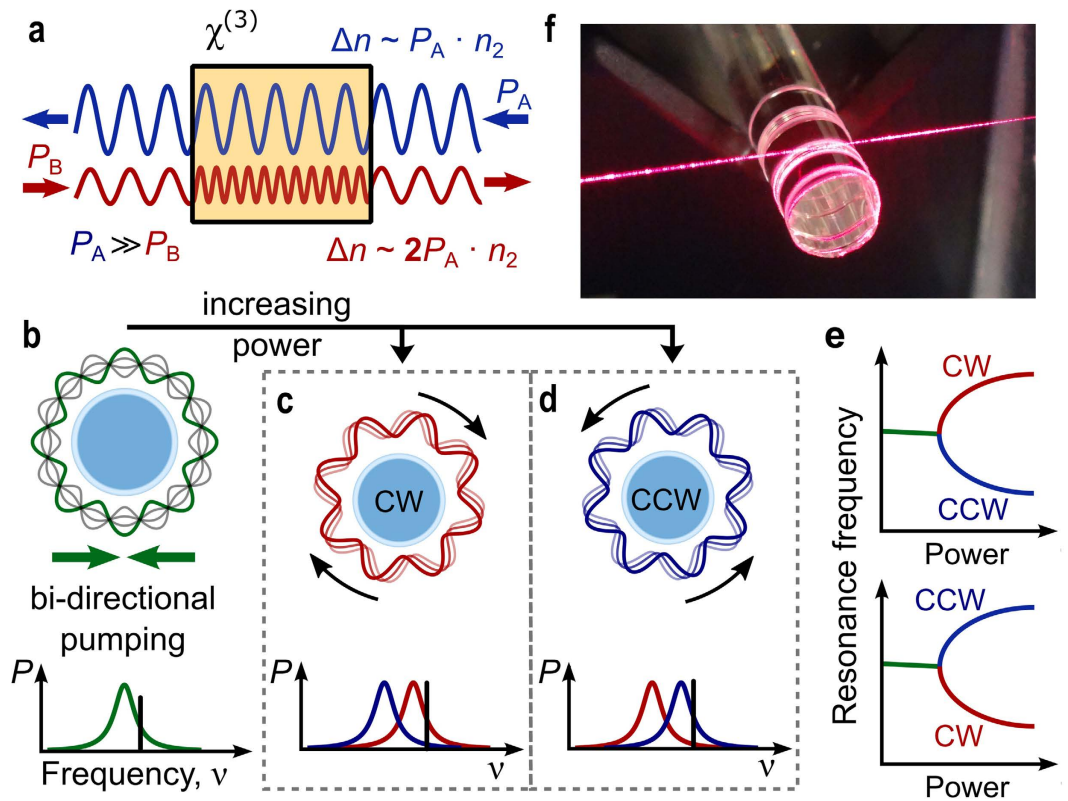 a
χ(3)
Δn ~ PA · n2
PA
PB
PA ≫ PB
Δn ~ 2PA · n2
f
increasing
power
b
bi-directional
pumping
P
Frequency, ν
c
CW
P
ν
d
CCW
P
ν
e
Resonance frequency
CW
CCW
Power
CCW
CW
Power